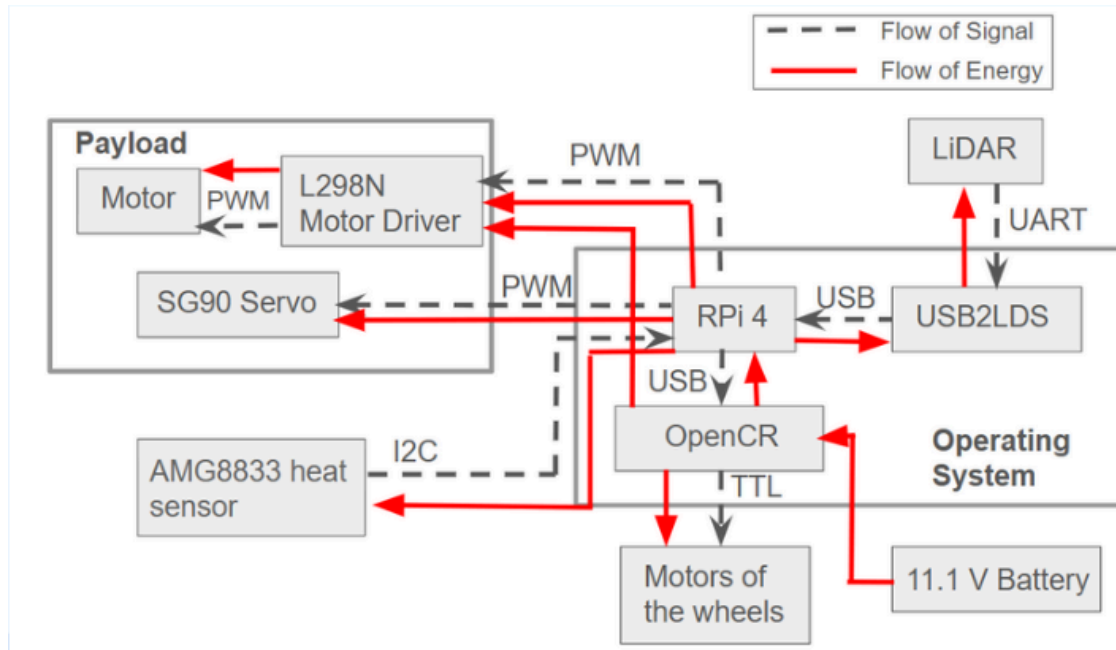 Flow of Signal
Flow of Energy
Payload
Motor
PWM
L298N
Motor Driver
PWM
LiDAR
UART
SG90 Servo
PWM
RPi 4
USB
USB2LDS
USB
OpenCR
Operating
System
AMG8833 heat
sensor
I2C
TTL
Motors of
the wheels
11.1 V Battery